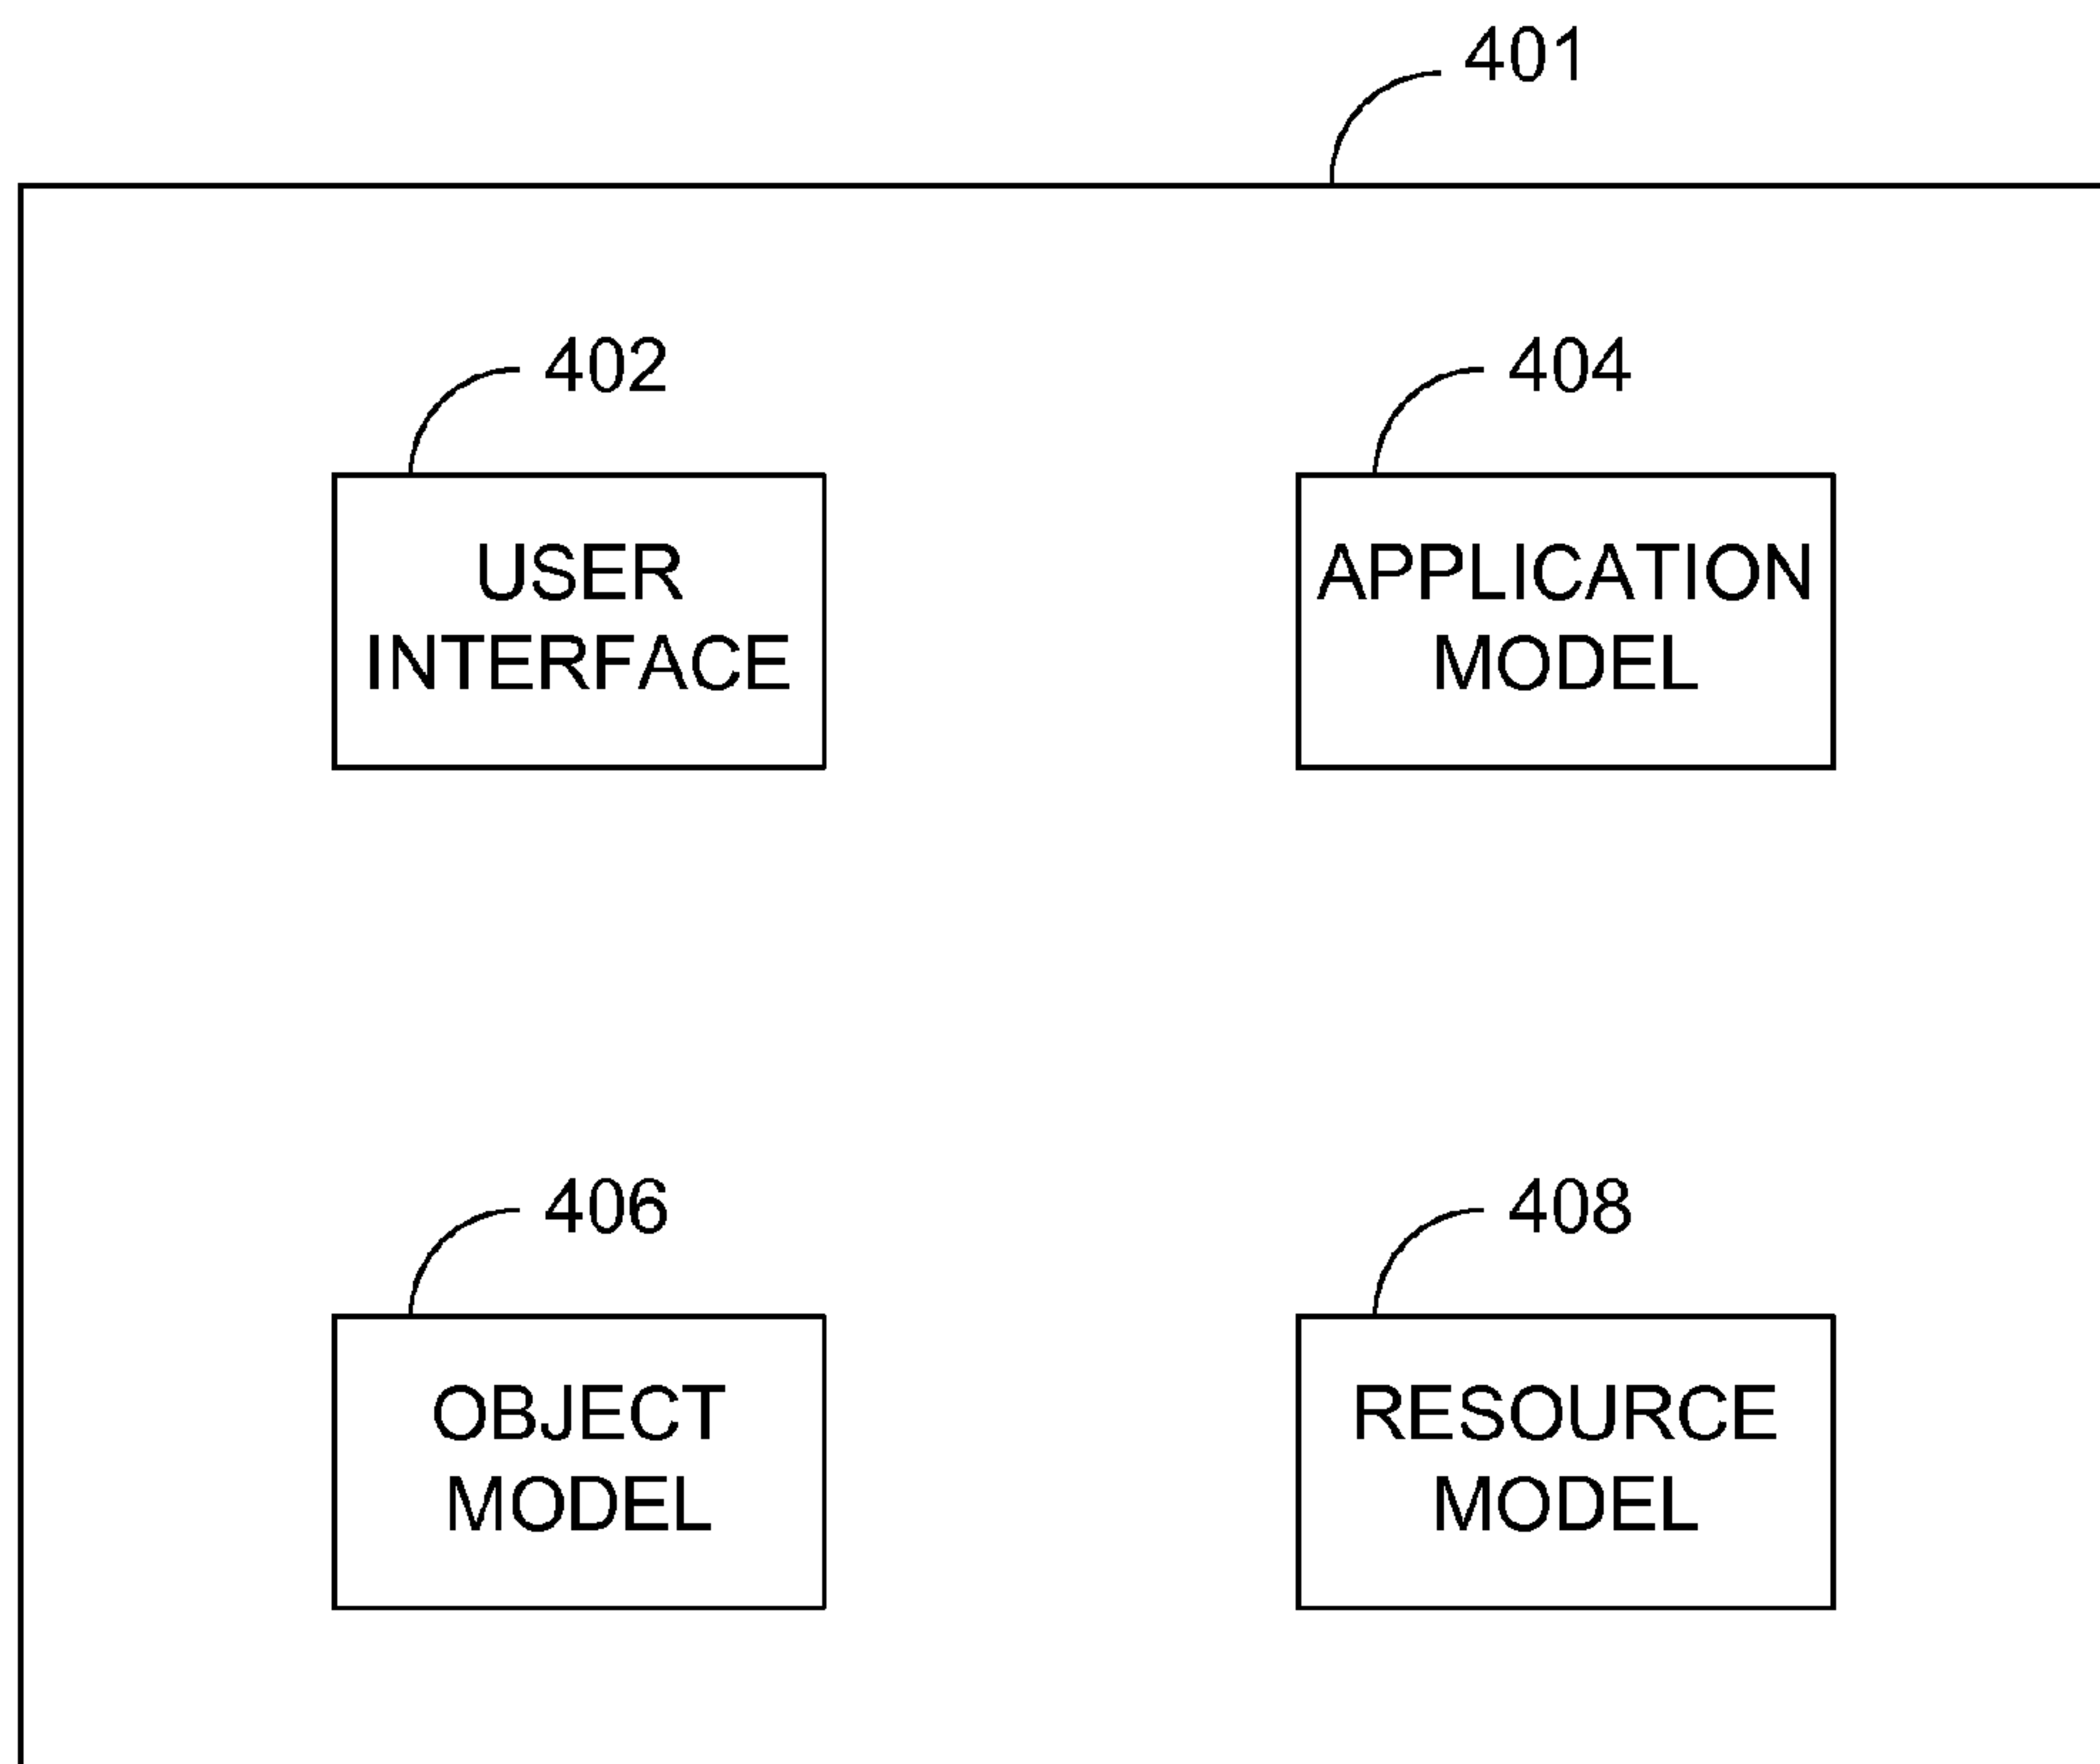 401
402
404
USER
INTERFACE
APPLICATION
MODEL
406
408
OBJECT
MODEL
RESOURCE
MODEL